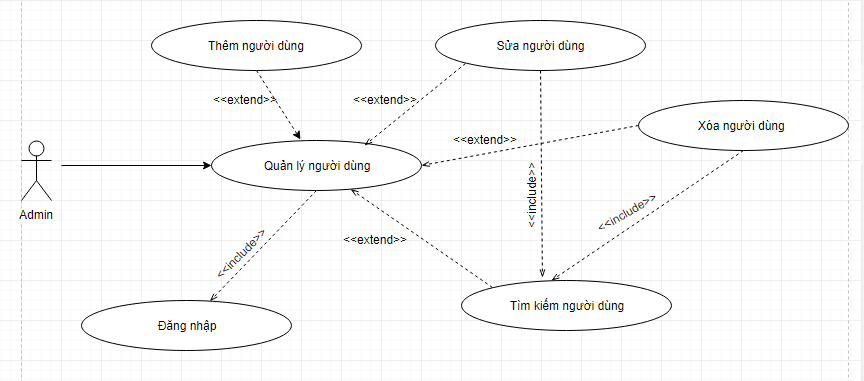 Thêm người dùng
Sửa người dùng
<<extend>>
<<extend>>
Xóa người dùng
<<extend>>
Quản lý người dùng
Admin
<<include>>
<<include>>
<<include>>
<<extend>>
Tìm kiếm người dùng
Đăng nhập